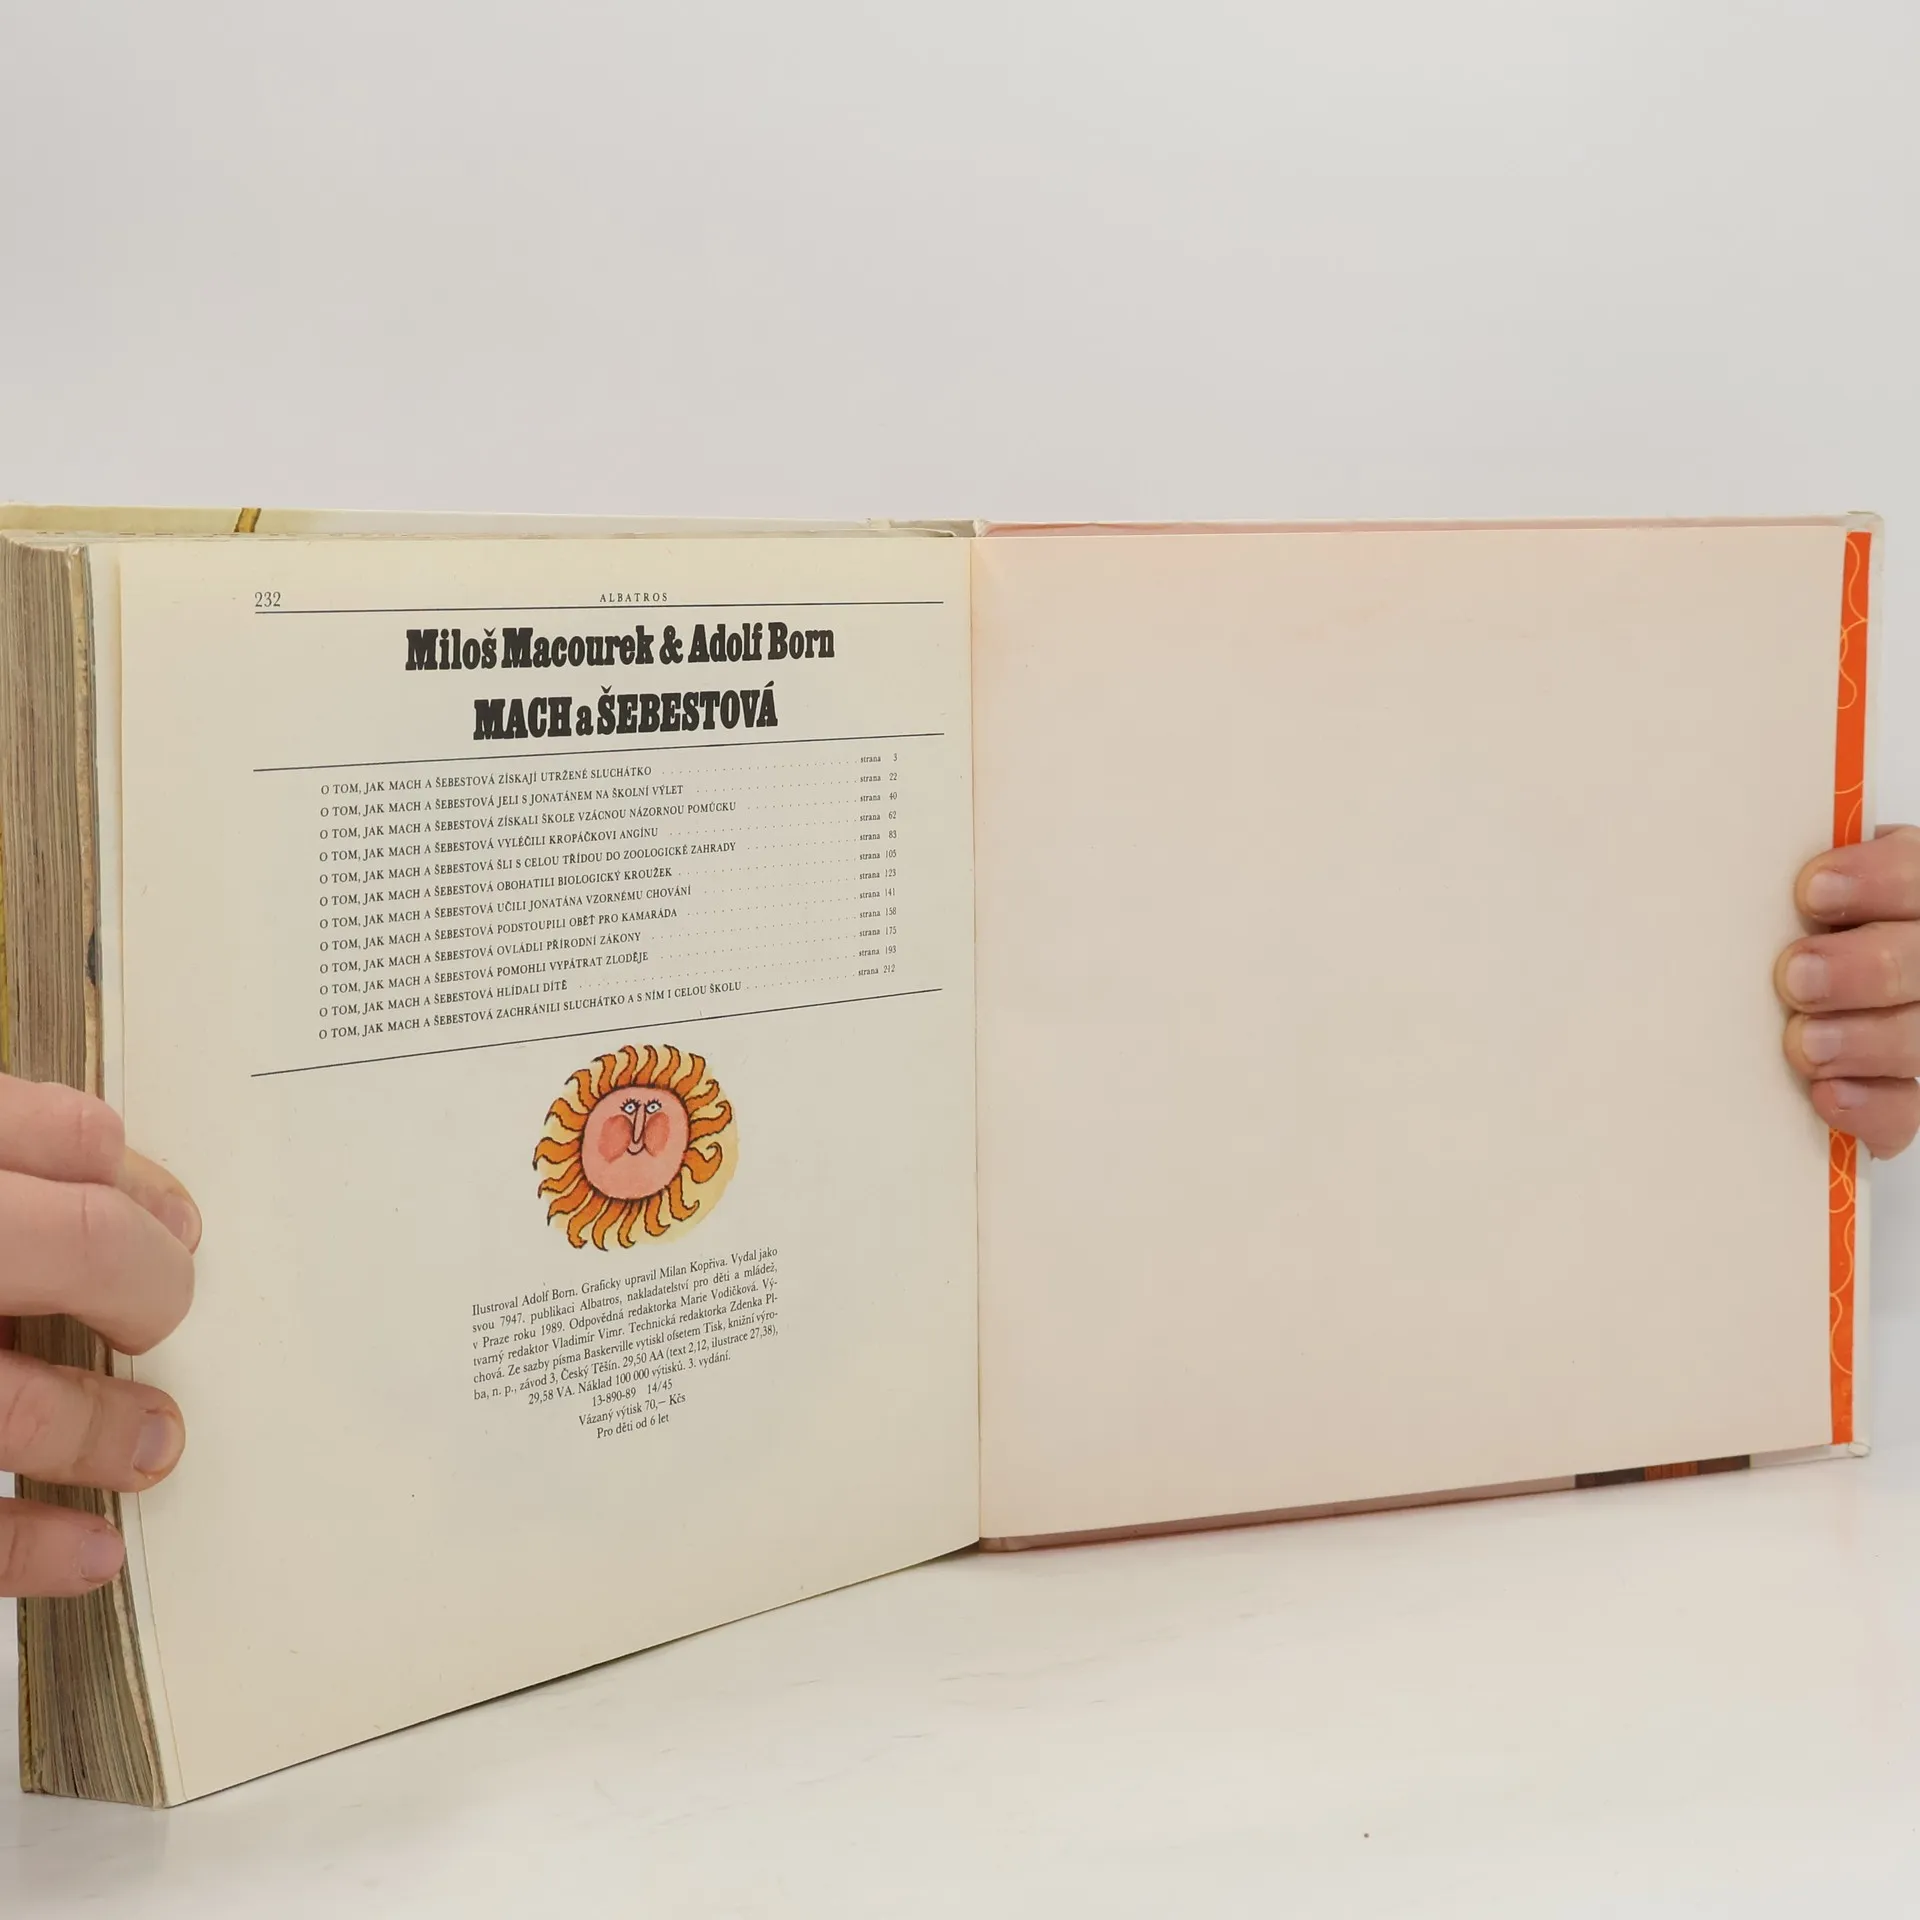 232
ALBATROS
Miloš Macourek & Adolf Born
MACH a ŠEBESTOVÁ
O TOM, JAK MACH A ŠEBESTOVÁ ZÍSKAJÍ UTRŽENÉ SLUCHÁTKO . . . . . . . . . . . . . . . . . . . . . . . strana 3
O TOM, JAK MACH A ŠEBESTOVÁ JELI S JONATÁNEM NA ŠKOLNÍ VÝLET . . . . . . . . . . . . . . . . . . . strana 22
O TOM, JAK MACH A ŠEBESTOVÁ ZÍSKALI ŠKOLE VZÁCNOU NÁZORNOU POMŮCKU . . . . . . . . . . . . . strana 40
O TOM, JAK MACH A ŠEBESTOVÁ VYLÉČILI KROPÁČKOVI ANGÍNU . . . . . . . . . . . . . . . . . . . . . . strana 62
O TOM, JAK MACH A ŠEBESTOVÁ ŠLI S CELOU TŘÍDOU DO ZOOLOGICKÉ ZAHRADY . . . . . . . . . . . . . strana 83
O TOM, JAK MACH A ŠEBESTOVÁ OBOHATILI BIOLOGICKÝ KROUŽEK . . . . . . . . . . . . . . . . . . . . . strana 105
O TOM, JAK MACH A ŠEBESTOVÁ UČILI JONATÁNA VZORNÉMU CHOVÁNÍ . . . . . . . . . . . . . . . . . . strana 123
O TOM, JAK MACH A ŠEBESTOVÁ PODSTOUPILI OBĚŤ PRO KAMARÁDA . . . . . . . . . . . . . . . . . . . . strana 141
O TOM, JAK MACH A ŠEBESTOVÁ OVLÁDLI PŘÍRODNÍ ZÁKONY . . . . . . . . . . . . . . . . . . . . . . . . strana 158
O TOM, JAK MACH A ŠEBESTOVÁ POMOHLI VYPÁTRAT ZLODĚJE . . . . . . . . . . . . . . . . . . . . . . . strana 175
O TOM, JAK MACH A ŠEBESTOVÁ HLÍDALI DÍTĚ . . . . . . . . . . . . . . . . . . . . . . . . . . . . . . . . strana 193
O TOM, JAK MACH A ŠEBESTOVÁ ZACHRÁNILI SLUCHÁTKO A S NÍM I CELOU ŠKOLU . . . . . . . . . . . . . strana 212
Ilustroval Adolf Born. Graficky upravil Milan Kopřiva. Vydal jako
svou 7947. publikaci Albatros, nakladatelství pro děti a mládež,
v Praze roku 1989. Odpovědná redaktorka Marie Vodičková. Vý-
tvarný redaktor Vladimír Vimr. Technická redaktorka Zdenka Pl-
chová. Ze sazby písma Baskerville vytiskl ofsetem Tisk, knižní výro-
ba, n. p., závod 3, Český Těšín. 29,50 AA (text 2,12, ilustrace 27,38),
29,58 VA. Náklad 100 000 výtisků. 3. vydání.
13-890-89 14/45
Vázaný výtisk 70,— Kčs
Pro děti od 6 let